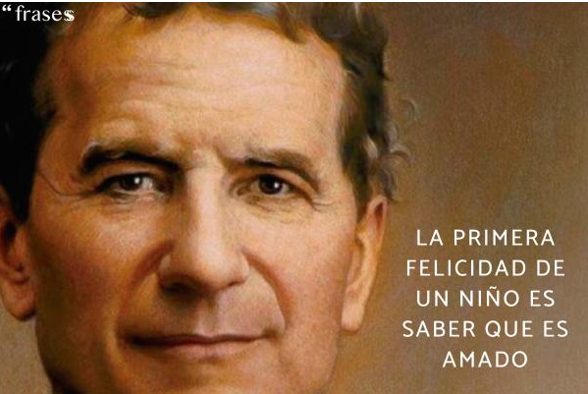 “frases
LA PRIMERA
FELICIDAD DE
UN NIÑO ES
SABER QUE ES
AMADO